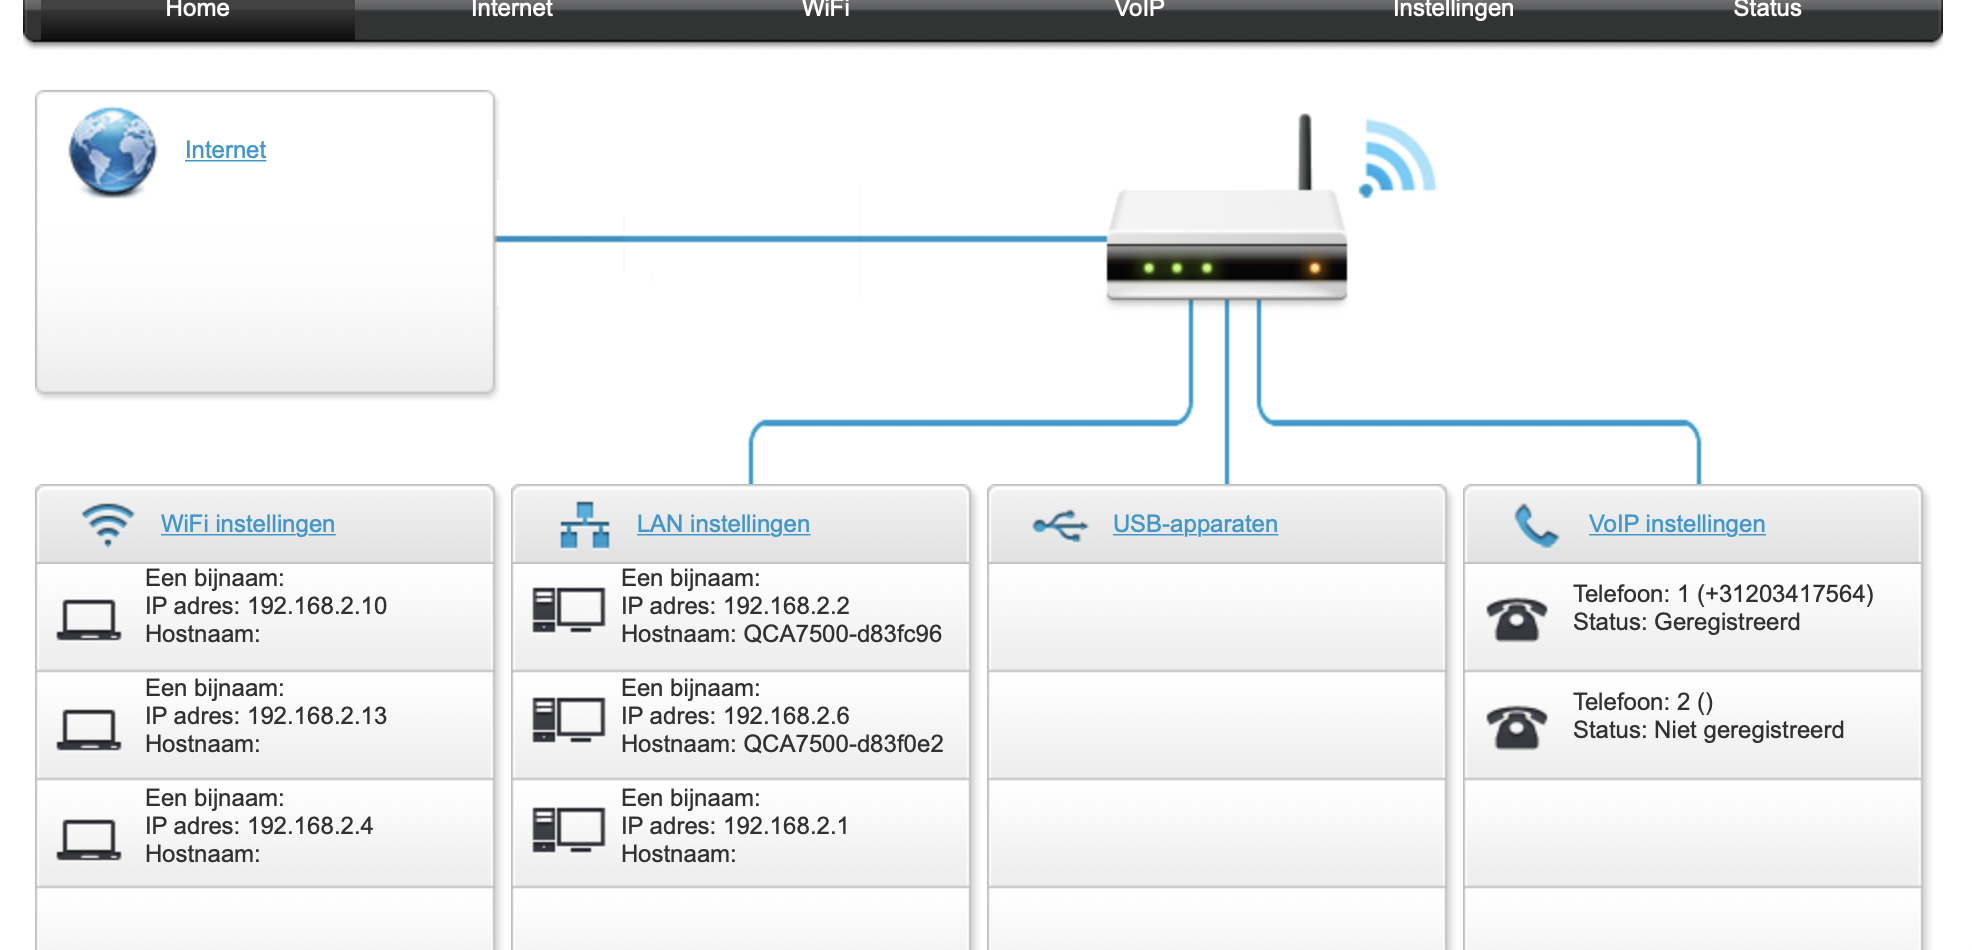 Home Internet WiFi VoIP Instellingen Status
Internet
WiFi instellingen
Een bijnaam:
IP adres: 192.168.2.10
Hostnaam:
Een bijnaam:
IP adres: 192.168.2.13
Hostnaam:
Een bijnaam:
IP adres: 192.168.2.4
Hostnaam:
LAN instellingen
Een bijnaam:
IP adres: 192.168.2.2
Hostnaam: QCA7500-d83fc96
Een bijnaam:
IP adres: 192.168.2.6
Hostnaam: QCA7500-d83f0e2
Een bijnaam:
IP adres: 192.168.2.1
Hostnaam:
USB-apparaten
VoIP instellingen
Telefoon: 1 (+31203417564)
Status: Geregistreerd
Telefoon: 2 ()
Status: Niet geregistreerd